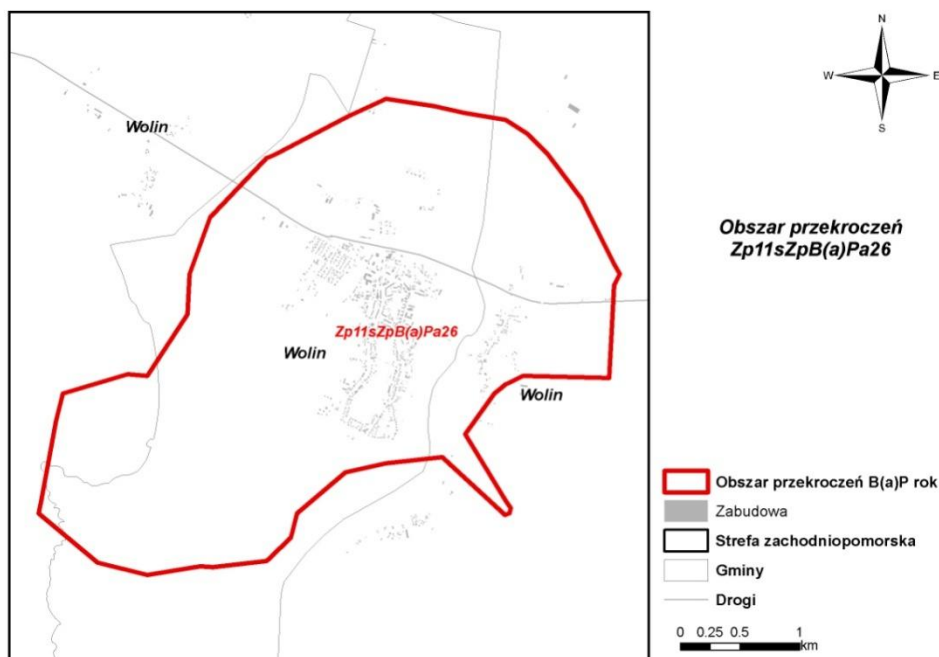 N
W E
S
Wolin
Obszar przekroczeń
Zp11sZpB(a)Pa26
Zp11sZpB(a)Pa26
Wolin
Wolin
Obszar przekroczeń B(a)P rok
Zabudowa
Strefa zachodniopomorska
Gminy
Drogi
0 0.25 0.5 1
km